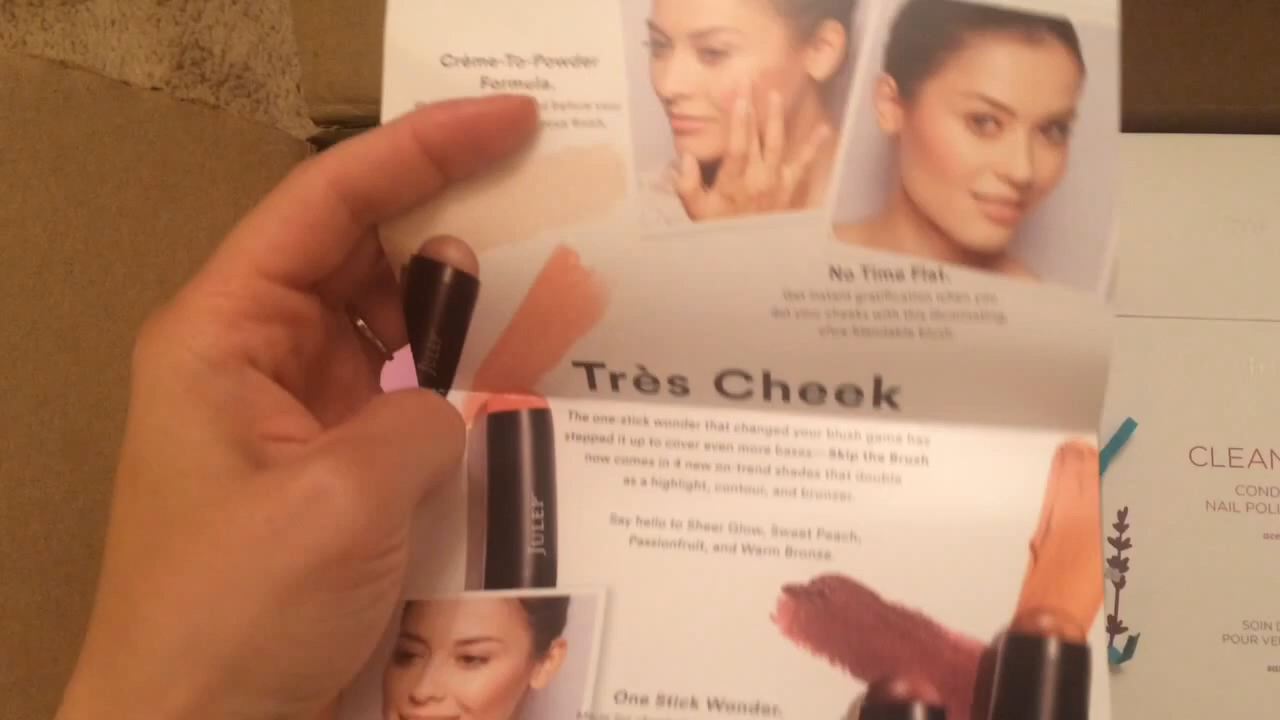 Crème-To-Powder
Formula.
No Time Flat.
Get instant gratification when you
dot your cheeks with this illuminating,
ultra-blendable blush.
Très Cheek
The one-stick wonder that changed your blush game has
stepped it up to cover even more bases—Skip the Brush
now comes in 4 new on-trend shades that double
as a highlight, contour, and bronzer.
Say hello to Sheer Glow, Sweet Peach,
Passionfruit, and Warm Bronze.
JULEP
JULEP
One Stick Wonder.
CLEAN
COND
NAIL POLI
ace
SOIN D
POUR VE